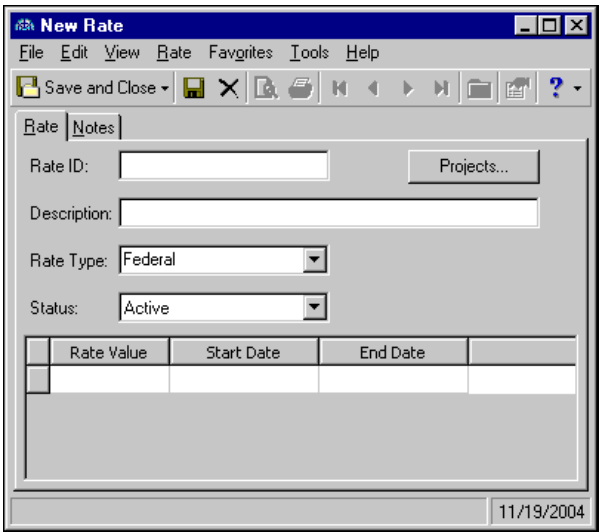 New Rate
File Edit View Rate Favorites Tools Help
Save and Close ?
Rate Notes
Rate ID: Projects...
Description:
Rate Type: Federal
Status: Active
Rate Value Start Date End Date
11/19/2004